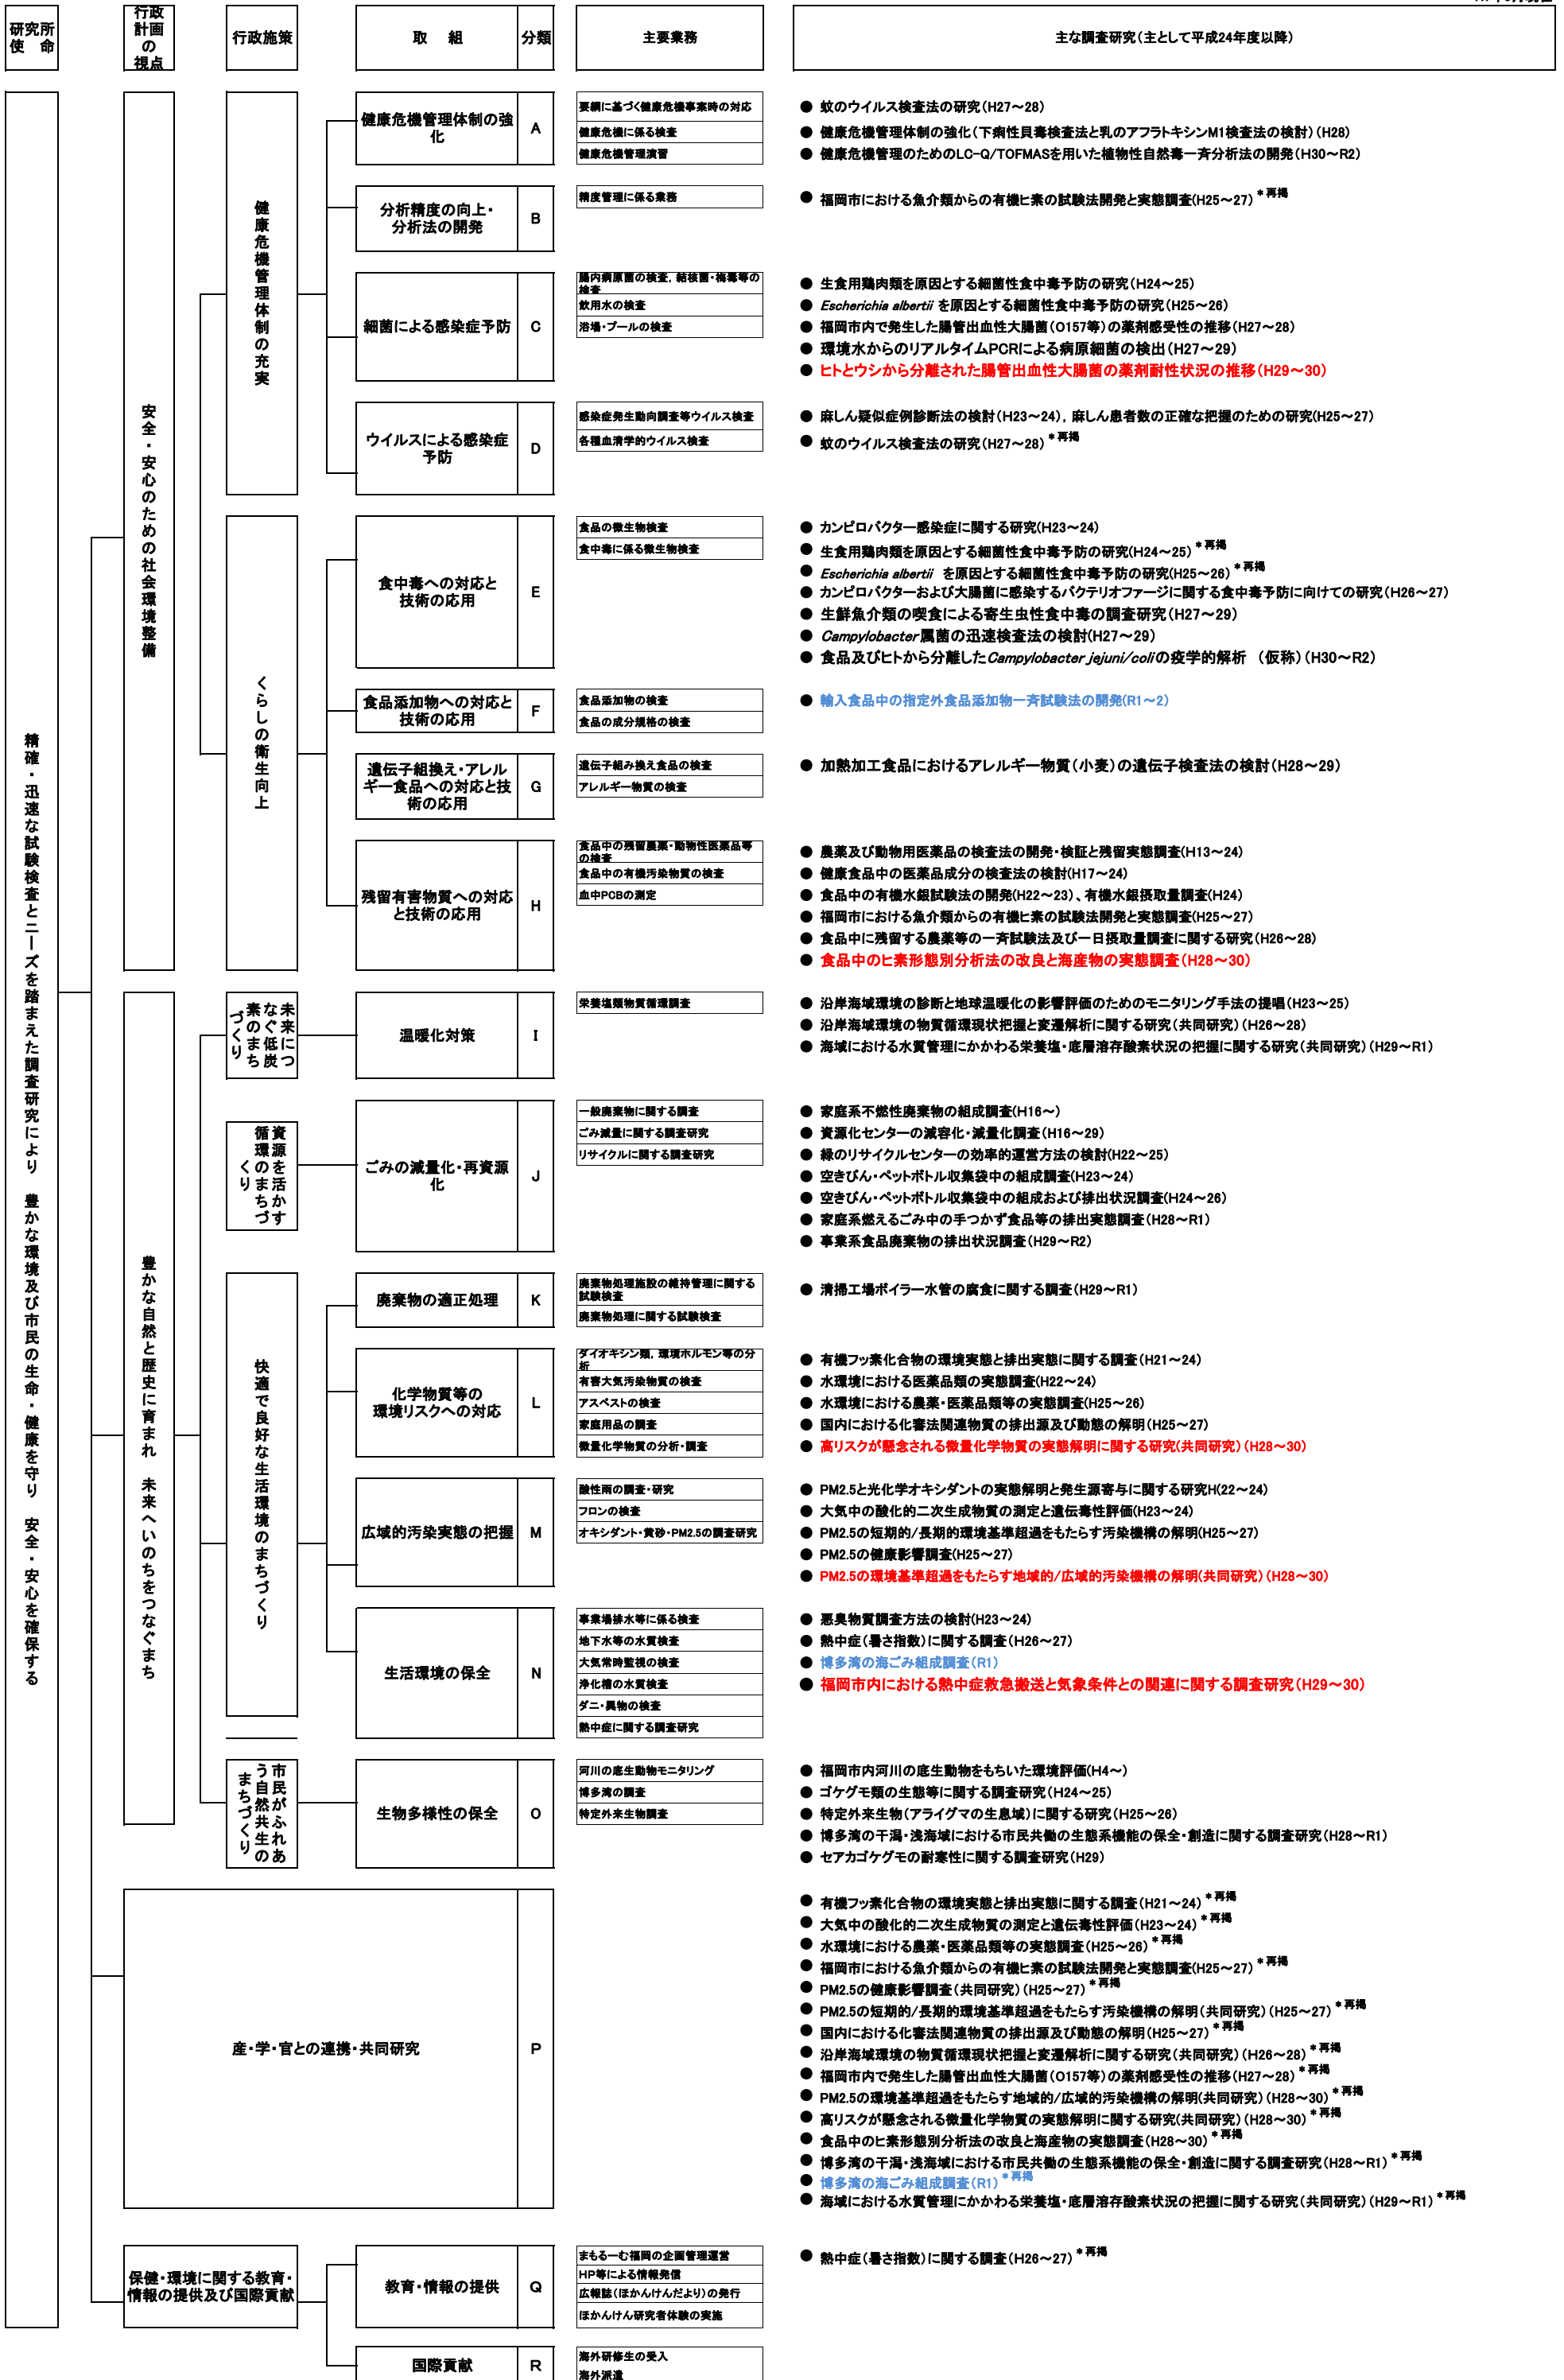 研究所
使　命
行政
計画
の
視点
行政施策
取　組
分類
主要業務
主な調査研究（主として平成24年度以降）
精確・迅速な試験検査とニーズを踏まえた調査研究により　豊かな環境及び市民の生命・健康を守り　安全・安心を確保する
安全・安心のための社会環境整備
健康危機管理体制の充実
健康危機管理体制の強
化
A
要綱に基づく健康危機事案時の対応
健康危機に係る検査
健康危機管理演習
● 蚊のウイルス検査法の研究（H27～28）
● 健康危機管理体制の強化（下痢性貝毒検査法と乳のアフラトキシンM1検査法の検討）（H28）
● 健康危機管理のためのLC-Q/TOFMASを用いた植物性自然毒一斉分析法の開発（H30～R2）
分析精度の向上・
分析法の開発
B
精度管理に係る業務
● 福岡市における魚介類からの有機ヒ素の試験法開発と実態調査(H25～27) ＊再掲
細菌による感染症予防
C
腸内病原菌の検査，結核菌・梅毒等の
検査
飲用水の検査
浴場・プールの検査
● 生食用鶏肉類を原因とする細菌性食中毒予防の研究（H24～25）
● Escherichia albertii を原因とする細菌性食中毒予防の研究（H25～26）
● 福岡市内で発生した腸管出血性大腸菌（O157等）の薬剤感受性の推移（H27～28）
● 環境水からのリアルタイムPCRによる病原細菌の検出（H27～29）
● ヒトとウシから分離された腸管出血性大腸菌の薬剤耐性状況の推移（H29～30）
ウイルスによる感染症
予防
D
感染症発生動向調査等ウイルス検査
各種血清学的ウイルス検査
● 麻しん疑似症例診断法の検討（H23～24），麻しん患者数の正確な把握のための研究(H25～27）
● 蚊のウイルス検査法の研究（H27～28）＊再掲
くらしの衛生向上
食中毒への対応と
技術の応用
E
食品の微生物検査
食中毒に係る微生物検査
● カンピロバクター感染症に関する研究(H23～24)
● 生食用鶏肉類を原因とする細菌性食中毒予防の研究(H24～25) ＊再掲
● Escherichia albertii　を原因とする細菌性食中毒予防の研究(H25～26) ＊再掲
● カンピロバクターおよび大腸菌に感染するバクテリオファージに関する食中毒予防に向けての研究（H26～27）
● 生鮮魚介類の喫食による寄生虫性食中毒の調査研究（H27～29）
● Campylobacter属菌の迅速検査法の検討(H27～29）
● 食品及びヒトから分離したCampylobacter jejuni/coliの疫学的解析　（仮称）（H30～R2）
食品添加物への対応と
技術の応用
F
食品添加物の検査
食品の成分規格の検査
● 輸入食品中の指定外食品添加物一斉試験法の開発(R1～2）
遺伝子組換え・アレル
ギー食品への対応と技
術の応用
G
遺伝子組み換え食品の検査
アレルギー物質の検査
● 加熱加工食品におけるアレルギー物質（小麦）の遺伝子検査法の検討（H28～29）
残留有害物質への対応
と技術の応用
H
食品中の残留農薬・動物性医薬品等
の検査
食品中の有機汚染物質の検査
血中PCBの測定
● 農薬及び動物用医薬品の検査法の開発・検証と残留実態調査(H13～24)
● 健康食品中の医薬品成分の検査法の検討(H17～24)
● 食品中の有機水銀試験法の開発(H22～23）、有機水銀摂取量調査(H24)
● 福岡市における魚介類からの有機ヒ素の試験法開発と実態調査(H25～27)
● 食品中に残留する農薬等の一斉試験法及び一日摂取量調査に関する研究(H26～28)
● 食品中のヒ素形態別分析法の改良と海産物の実態調査（H28～30）
豊かな自然と歴史に育まれ　未来へいのちをつなぐまち
未来につ
なぐ低炭
素のまち
づくり
温暖化対策
I
栄養塩類物質循環調査
● 沿岸海域環境の診断と地球温暖化の影響評価のためのモニタリング手法の提唱（H23～25）
● 沿岸海域環境の物質循環現状把握と変遷解析に関する研究（共同研究）（H26～28）
● 海域における水質管理にかかわる栄養塩・底層溶存酸素状況の把握に関する研究（共同研究）（H29～R1）
資源を活かす
循環のまちづ
くり
ごみの減量化・再資源
化
J
一般廃棄物に関する調査
ごみ減量に関する調査研究
リサイクルに関する調査研究
● 家庭系不燃性廃棄物の組成調査(H16～)
● 資源化センターの減容化・減量化調査（H16～29）
● 緑のリサイクルセンターの効率的運営方法の検討(H22～25)
● 空きびん・ペットボトル収集袋中の組成調査(H23～24)
● 空きびん・ペットボトル収集袋中の組成および排出状況調査(H24～26)
● 家庭系燃えるごみ中の手つかず食品等の排出実態調査（H28～R1）
● 事業系食品廃棄物の排出状況調査（H29～R2）
快適で良好な生活環境のまちづくり
廃棄物の適正処理
K
廃棄物処理施設の維持管理に関する
試験検査
廃棄物処理に関する試験検査
● 清掃工場ボイラー水管の腐食に関する調査（H29～R1）
化学物質等の
環境リスクへの対応
L
ダイオキシン類，環境ホルモン等の分
析
有害大気汚染物質の検査
アスベストの検査
家庭用品の調査
微量化学物質の分析・調査
● 有機フッ素化合物の環境実態と排出実態に関する調査（H21～24）
● 水環境における医薬品類の実態調査(H22～24)
● 水環境における農薬・医薬品類等の実態調査(H25～26)
● 国内における化審法関連物質の排出源及び動態の解明（H25～27）
● 高リスクが懸念される微量化学物質の実態解明に関する研究(共同研究）（H28～30）
広域的汚染実態の把握
M
酸性雨の調査・研究
フロンの検査
オキシダント・黄砂・PM2.5の調査研究
● PM2.5と光化学オキシダントの実態解明と発生源寄与に関する研究H(22～24)
● 大気中の酸化的二次生成物質の測定と遺伝毒性評価(H23～24)
● PM2.5の短期的/長期的環境基準超過をもたらす汚染機構の解明(H25～27)
● PM2.5の健康影響調査(H25～27)
● PM2.5の環境基準超過をもたらす地域的/広域的汚染機構の解明(共同研究）（H28～30）
生活環境の保全
N
事業場排水等に係る検査
地下水等の水質検査
大気常時監視の検査
浄化槽の水質検査
ダニ・異物の検査
熱中症に関する調査研究
● 悪臭物質調査方法の検討(H23～24)
● 熱中症（暑さ指数）に関する調査（H26～27）
● 博多湾の海ごみ組成調査（R1）
● 福岡市内における熱中症救急搬送と気象条件との関連に関する調査研究（H29～30）
市民がふれあ
う自然共生の
まちづくり
生物多様性の保全
O
河川の底生動物モニタリング
博多湾の調査
特定外来生物調査
● 福岡市内河川の底生動物をもちいた環境評価(H4～)
● ゴケグモ類の生態等に関する調査研究（H24～25）
● 特定外来生物（アライグマの生息域）に関する研究（H25～26）
● 博多湾の干潟・浅海域における市民共働の生態系機能の保全・創造に関する調査研究（H28～R1）
● セアカゴケグモの耐寒性に関する調査研究（H29）
産・学・官との連携・共同研究
P
● 有機フッ素化合物の環境実態と排出実態に関する調査（H21～24）＊再掲
● 大気中の酸化的二次生成物質の測定と遺伝毒性評価（H23～24）＊再掲
● 水環境における農薬・医薬品類等の実態調査（H25～26）＊再掲
● 福岡市における魚介類からの有機ヒ素の試験法開発と実態調査(H25～27) ＊再掲
● PM2.5の健康影響調査（共同研究）（H25～27）＊再掲
● PM2.5の短期的/長期的環境基準超過をもたらす汚染機構の解明（共同研究）（H25～27）＊再掲
● 国内における化審法関連物質の排出源及び動態の解明（H25～27）＊再掲
● 沿岸海域環境の物質循環現状把握と変遷解析に関する研究（共同研究）（H26～28）＊再掲
● 福岡市内で発生した腸管出血性大腸菌（O157等）の薬剤感受性の推移（H27～28）＊再掲
● PM2.5の環境基準超過をもたらす地域的/広域的汚染機構の解明(共同研究）（H28～30）＊再掲
● 高リスクが懸念される微量化学物質の実態解明に関する研究(共同研究）（H28～30）＊再掲
● 食品中のヒ素形態別分析法の改良と海産物の実態調査（H28～30）＊再掲
● 博多湾の干潟・浅海域における市民共働の生態系機能の保全・創造に関する調査研究（H28～R1）＊再掲
● 博多湾の海ごみ組成調査（R1）＊再掲
● 海域における水質管理にかかわる栄養塩・底層溶存酸素状況の把握に関する研究（共同研究）（H29～R1）＊再掲
保健・環境に関する教育・
情報の提供及び国際貢献
教育・情報の提供
Q
まもるーむ福岡の企画管理運営
HP等による情報発信
広報誌（ほかんけんだより）の発行
ほかんけん研究者体験の実施
● 熱中症（暑さ指数）に関する調査（H26～27）＊再掲
国際貢献
R
海外研修生の受入
海外派遣